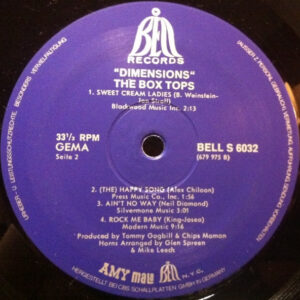 BELL
RECORDS
"DIMENSIONS"
THE BOX TOPS
1. SWEET CREAM LADIES (B. Weinstein-
Jon Stroll)
Blackwood Music Inc. 2:13
33⅓ RPM
GEMA
Seite 2
BELL S 6032
(679 975 B)
2. (THE) HAPPY SONG (Alex Chilcon)
Press Music Co., Inc. 1:55
3. AIN'T NO WAY (Neil Diamond)
Silvermone Music 3:01
4. ROCK ME BABY (King-Josea)
Modern Music 9:16
Produced by Tommy Gogbill & Chips Moman
Horns Arranged by Glen Spreen
& Mike Leech
AMY mala BELL N.Y.C.
HERGESTELLT BEI CBS SCHALLPLATTEN GMBH IN GERMANY